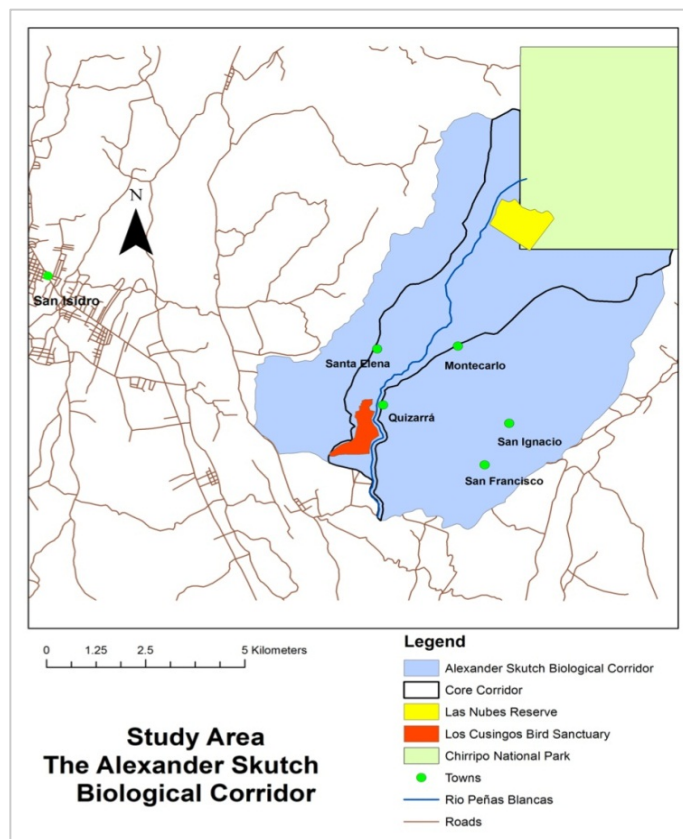 N
San Isidro
Santa Elena
Montecarlo
Quizarrá
San Ignacio
San Francisco
0 1.25 2.5 5 Kilometers
Study Area
The Alexander Skutch
Biological Corridor
Legend
Alexander Skutch Biological Corridor
Core Corridor
Las Nubes Reserve
Los Cusingos Bird Sanctuary
Chirripo National Park
Towns
Rio Peñas Blancas
Roads